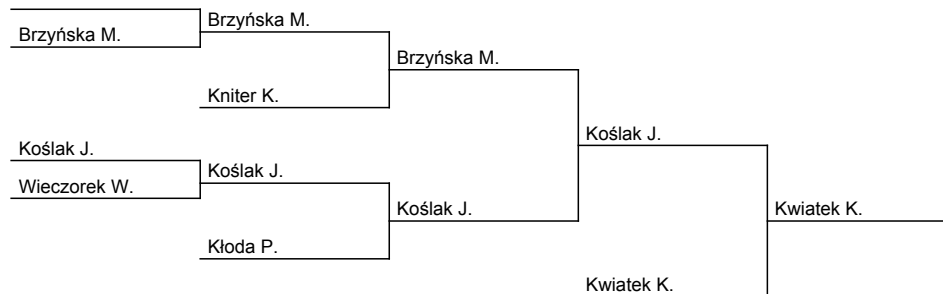 Brzyńska M.
Brzyńska M.
Brzyńska M.
Kniter K.
Koślak J.
Koślak J.
Koślak J.
Wieczorek W.
Koślak J.
Kwiatek K.
Kłoda P.
Kwiatek K.